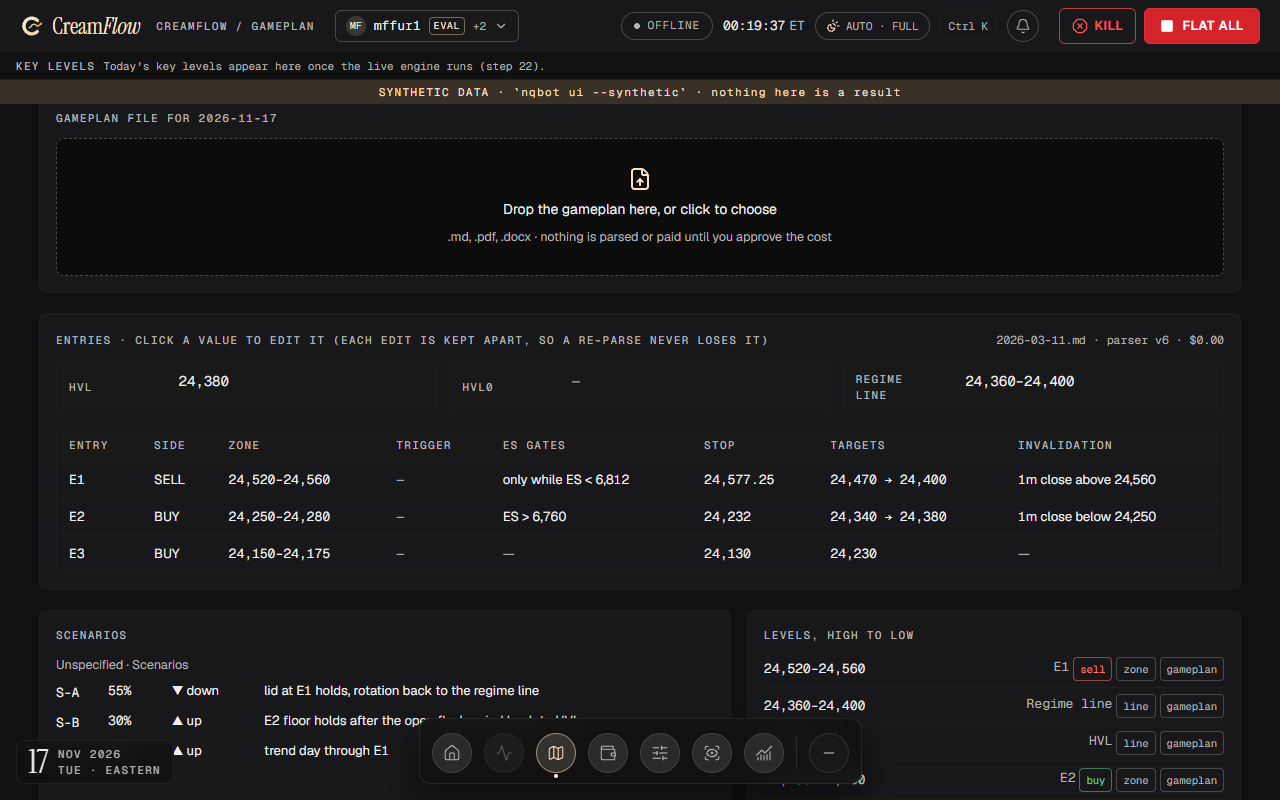 CreamFlow CREAMFLOW / GAMEPLAN MF mffur1 EVAL +2 OFFLINE 00:19:37 ET AUTO · FULL Ctrl K KILL FLAT ALL
KEY LEVELS Today's key levels appear here once the live engine runs (step 22).
SYNTHETIC DATA · `nqbot ui --synthetic` · nothing here is a result
GAMEPLAN FILE FOR 2026-11-17
Drop the gameplan here, or click to choose
.md, .pdf, .docx · nothing is parsed or paid until you approve the cost
ENTRIES · CLICK A VALUE TO EDIT IT (EACH EDIT IS KEPT APART, SO A RE-PARSE NEVER LOSES IT) 2026-03-11.md · parser v6 · $0.00
HVL 24,380 HVL0 — REGIME LINE 24,360–24,400
ENTRY SIDE ZONE TRIGGER ES GATES STOP TARGETS INVALIDATION
E1 SELL 24,520–24,560 — only while ES < 6,812 24,577.25 24,470 → 24,400 1m close above 24,560
E2 BUY 24,250–24,280 — ES > 6,760 24,232 24,340 → 24,380 1m close below 24,250
E3 BUY 24,150–24,175 — — 24,130 24,230 —
SCENARIOS
Unspecified · Scenarios
S-A 55% ▼ down lid at E1 holds, rotation back to the regime line
S-B 30% ▲ up E2 floor holds after the
▲ up trend day through E1
LEVELS, HIGH TO LOW
24,520–24,560 E1 sell zone gameplan
24,360–24,400 Regime line line gameplan
HVL line gameplan
E2 buy zone gameplan
17 NOV 2026
TUE · EASTERN